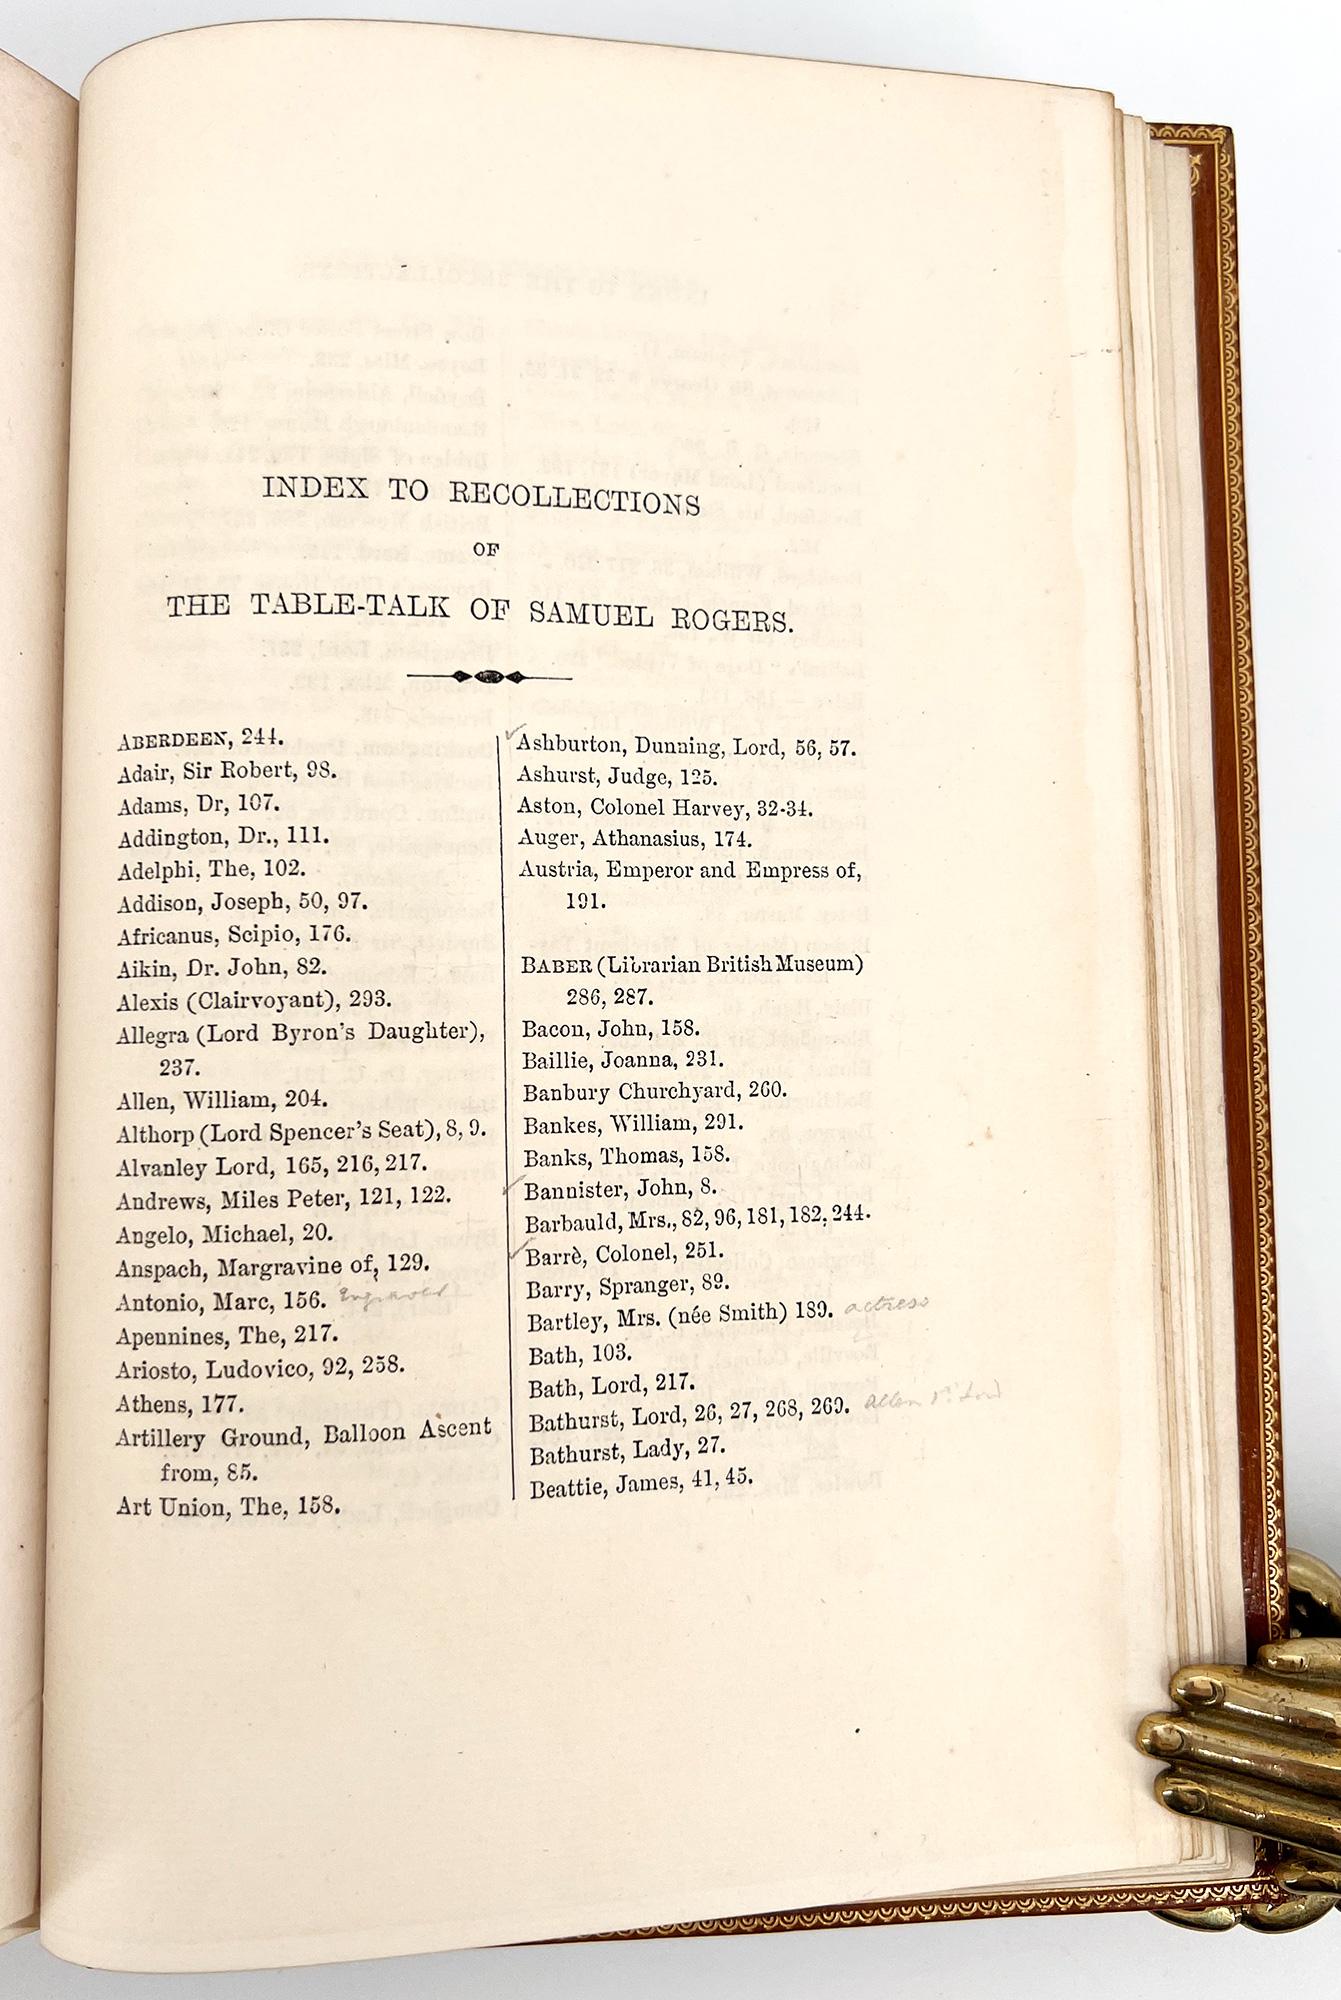 INDEX TO RECOLLECTIONS
OF
THE TABLE-TALK OF SAMUEL ROGERS.
ABERDEEN, 244.
Adair, Sir Robert, 98.
Adams, Dr, 107.
Addington, Dr., 111.
Adelphi, The, 102.
Addison, Joseph, 50, 97.
Africanus, Scipio, 176.
Aikin, Dr. John, 82.
Alexis (Clairvoyant), 293.
Allegra (Lord Byron's Daughter),
237.
Allen, William, 204.
Althorp (Lord Spencer's Seat), 8, 9.
Alvanley Lord, 165, 216, 217.
Andrews, Miles Peter, 121, 122.
Angelo, Michael, 20.
Anspach, Margravine of, 129.
Antonio, Marc, 156.
Apennines, The, 217.
Ariosto, Ludovico, 92, 258.
Athens, 177.
Artillery Ground, Balloon Ascent
from, 85.
Art Union, The, 158.
Ashburton, Dunning, Lord, 56, 57.
Ashurst, Judge, 125.
Aston, Colonel Harvey, 32-34.
Auger, Athanasius, 174.
Austria, Emperor and Empress of,
191.
BABER (Librarian British Museum)
286, 287.
Bacon, John, 158.
Baillie, Joanna, 231.
Banbury Churchyard, 260.
Bankes, William, 291.
Banks, Thomas, 158.
Bannister, John, 8.
Barbauld, Mrs., 82, 96, 181, 182, 244.
Barrè, Colonel, 251.
Barry, Spranger, 89.
Bartley, Mrs. (née Smith) 189. actress
Bath, 103.
Bath, Lord, 217.
Bathurst, Lord, 26, 27, 268, 269. allen
Bathurst, Lady, 27.
Beattie, James, 41, 45.